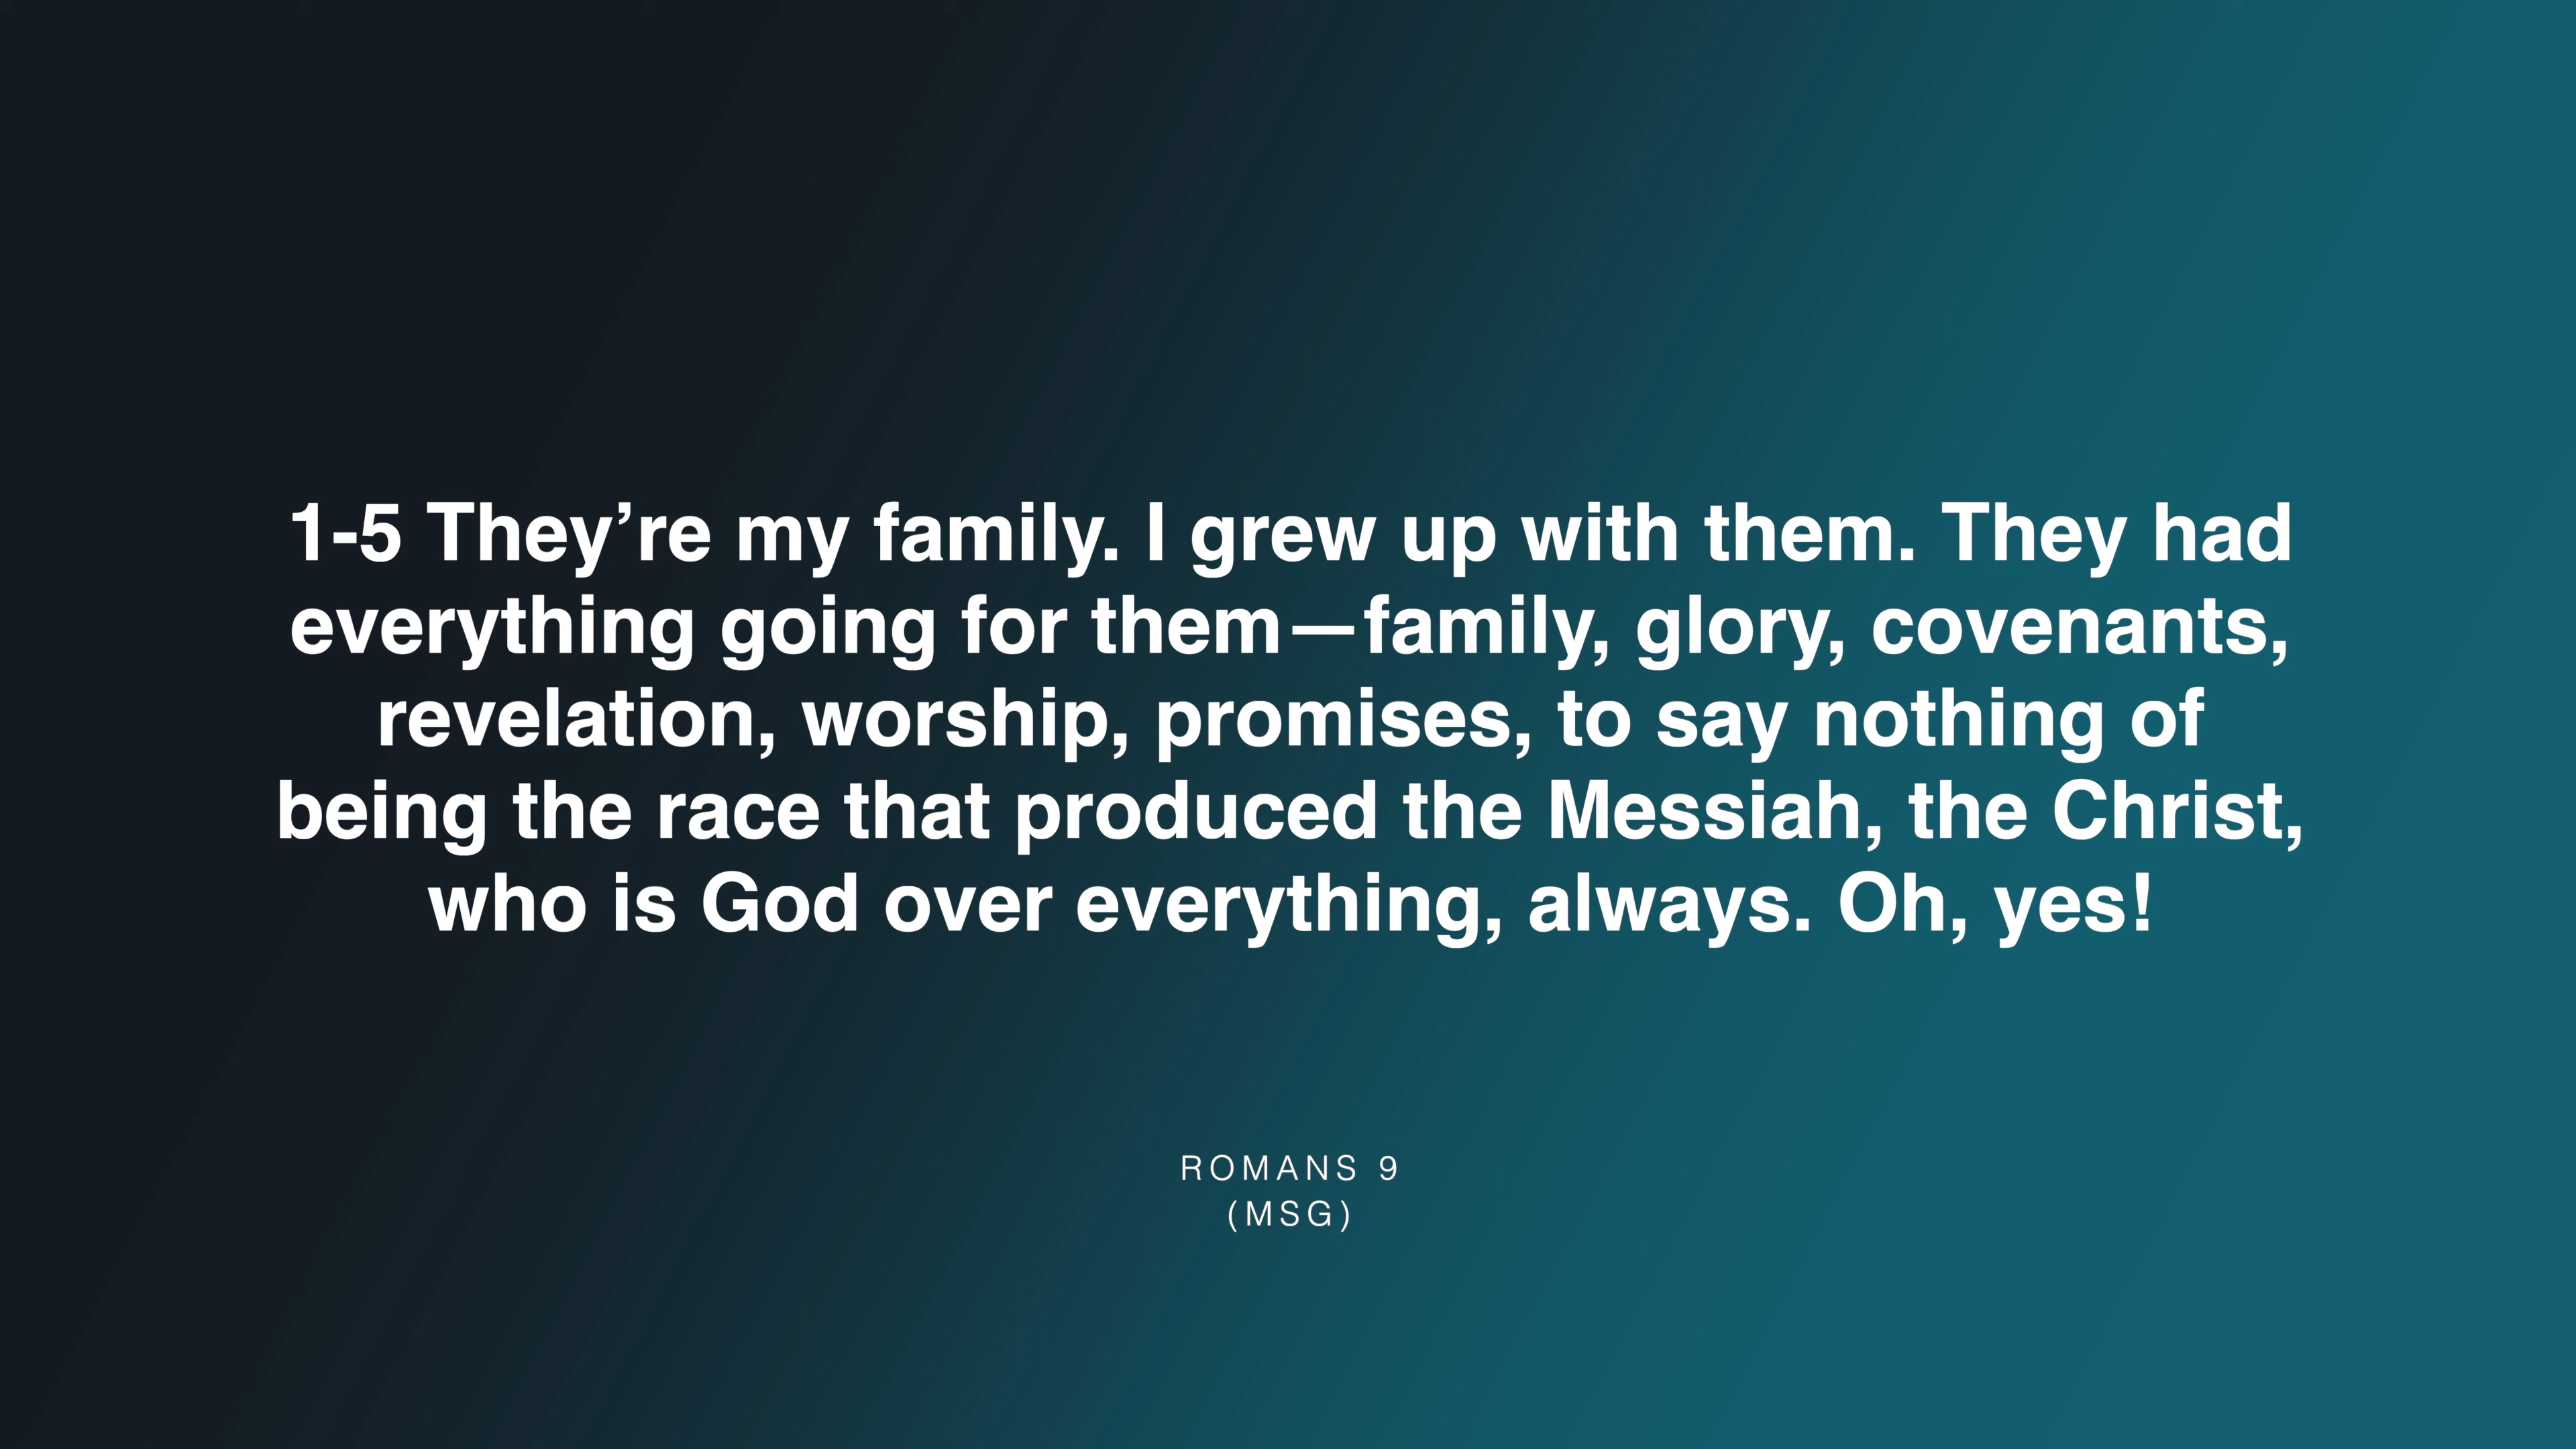 1-5 They’re my family. I grew up with them. They had
everything going for them—family, glory, covenants,
revelation, worship, promises, to say nothing of
being the race that produced the Messiah, the Christ,
who is God over everything, always. Oh, yes!
ROMANS 9
(MSG)